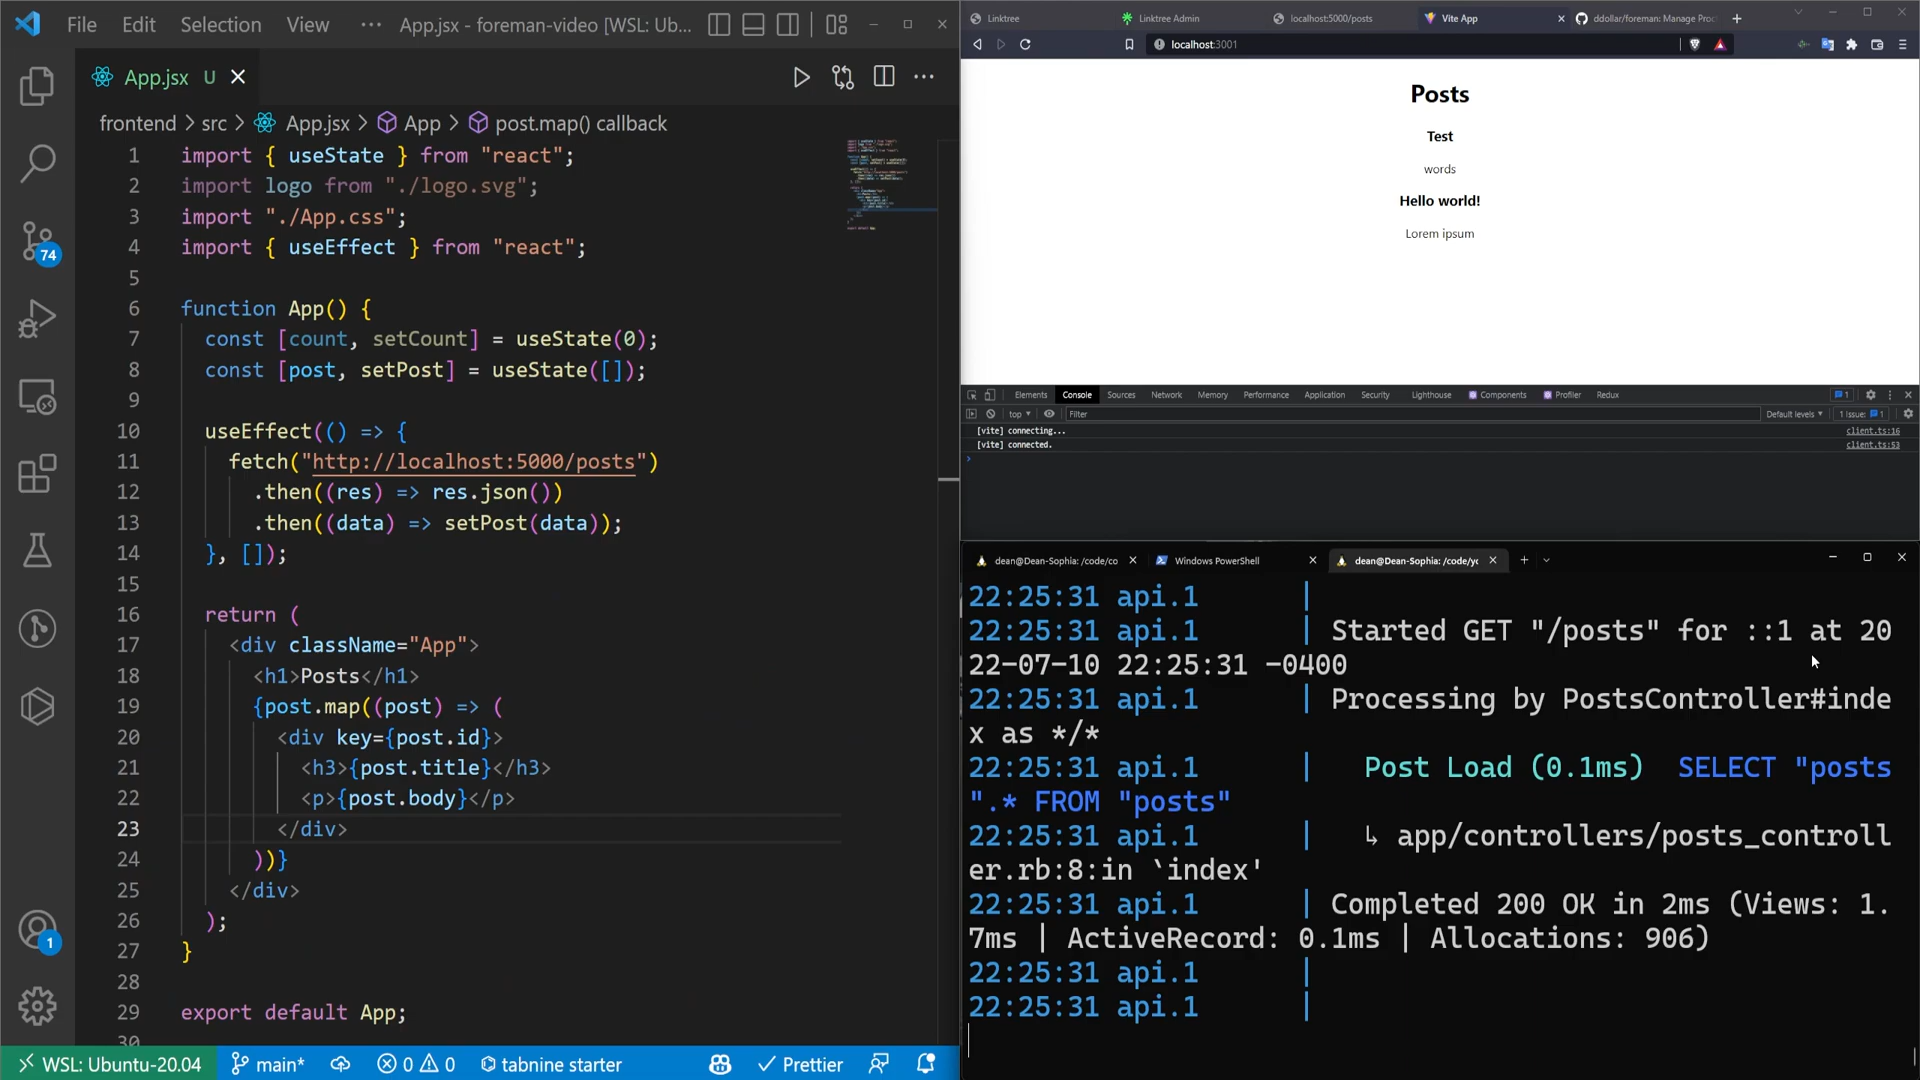 File Edit Selection View ··· App.jsx - foreman-video [WSL: Ub...
App.jsx U
frontend > src > App.jsx > App > post.map() callback
1 import { useState } from "react";
2 import logo from "./logo.svg";
3 import "./App.css";
4 import { useEffect } from "react";
5
6 function App() {
7 const [count, setCount] = useState(0);
8 const [post, setPost] = useState([]);
9
10 useEffect(() => {
11 fetch("http://localhost:5000/posts")
12 .then((res) => res.json())
13 .then((data) => setPost(data));
14 }, []);
15
16 return (
17 <div className="App">
18 <h1>Posts</h1>
19 {post.map((post) => (
20 <div key={post.id}>
21 <h3>{post.title}</h3>
22 <p>{post.body}</p>
23 </div>
24 ))}
25 </div>
26 );
27 }
28
29 export default App;
30
74
1
WSL: Ubuntu-20.04 main* 0 0 tabnine starter Prettier
Linktree Linktree Admin localhost:5000/posts Vite App ddollar/foreman: Manage Proc
localhost:3001
Posts
Test
words
Hello world!
Lorem ipsum
Elements Console Sources Network Memory Performance Application Security Lighthouse Components Profiler Redux 1
top Filter Default levels 1 Issue: 1
[vite] connecting... client.ts:16
[vite] connected. client.ts:53
dean@Dean-Sophia: /code/co Windows PowerShell dean@Dean-Sophia: /code/yc
22:25:31 api.1 |
22:25:31 api.1 | Started GET "/posts" for ::1 at 20
22-07-10 22:25:31 -0400
22:25:31 api.1 | Processing by PostsController#inde
x as */*
22:25:31 api.1 | Post Load (0.1ms) SELECT "posts
".* FROM "posts"
22:25:31 api.1 | ↳ app/controllers/posts_controll
er.rb:8:in `index'
22:25:31 api.1 | Completed 200 OK in 2ms (Views: 1.
7ms | ActiveRecord: 0.1ms | Allocations: 906)
22:25:31 api.1 |
22:25:31 api.1 |